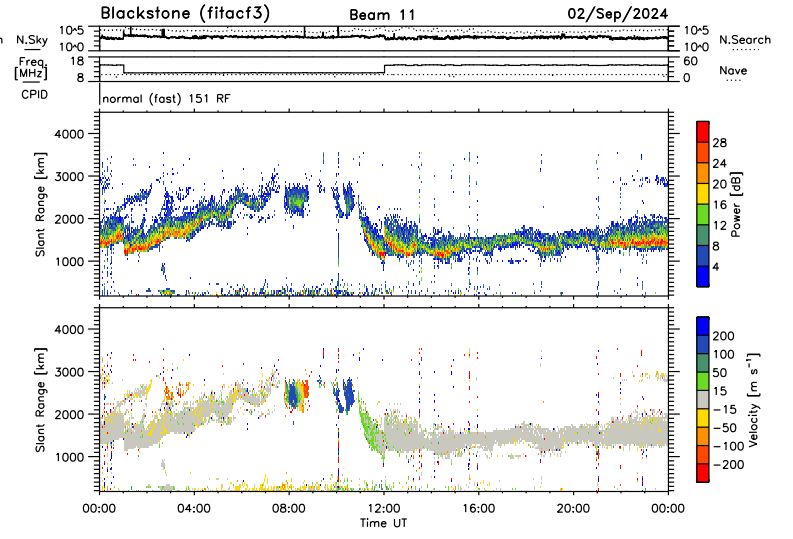 Blackstone (fitacf3) Beam 11 02/Sep/2024
N.Sky 10^5 10^0 10^5 10^0 N.Search
Freq. [MHz] 18 8 60 0 Nave
CPID normal (fast) 151 RF
Slant Range [km] 4000 3000 2000 1000
28 24 20 16 12 8 4 Power [dB]
Slant Range [km] 4000 3000 2000 1000
200 100 50 15 -15 -50 -100 -200 Velocity [m s⁻¹]
00:00 04:00 08:00 12:00 16:00 20:00 00:00
Time UT